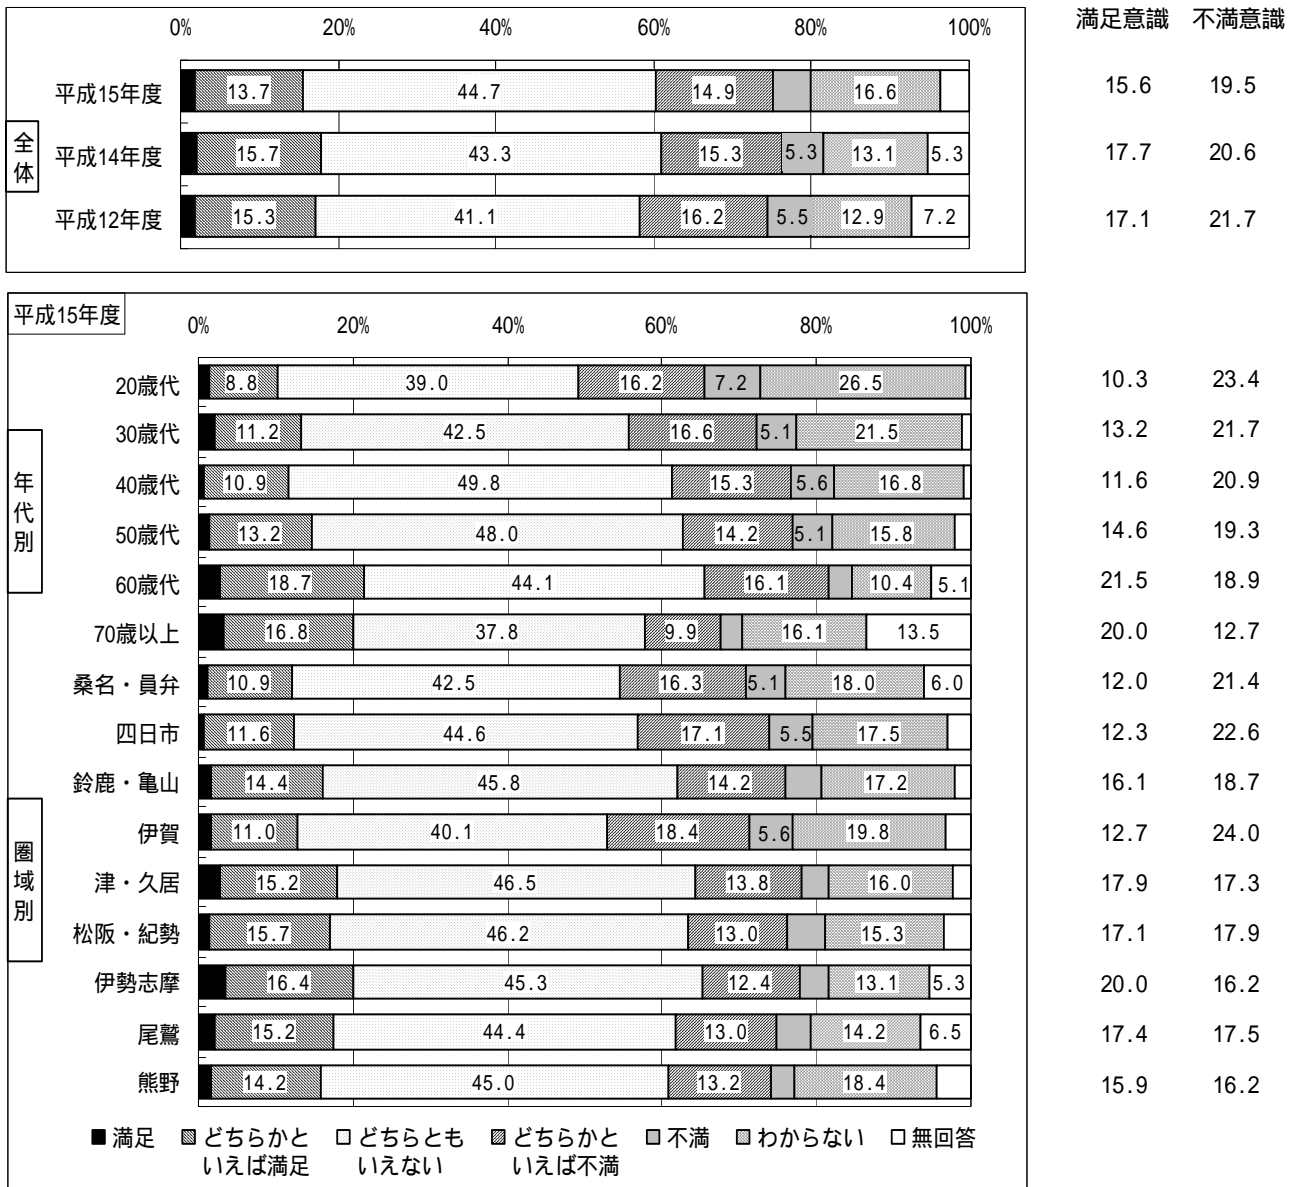 0% 20% 40% 60% 80% 100% 満足意識 不満意識
全体
平成15年度 13.7 44.7 14.9 16.6 15.6 19.5
平成14年度 15.7 43.3 15.3 5.3 13.1 5.3 17.7 20.6
平成12年度 15.3 41.1 16.2 5.5 12.9 7.2 17.1 21.7
平成15年度
0% 20% 40% 60% 80% 100%
年代別
20歳代 8.8 39.0 16.2 7.2 26.5 10.3 23.4
30歳代 11.2 42.5 16.6 5.1 21.5 13.2 21.7
40歳代 10.9 49.8 15.3 5.6 16.8 11.6 20.9
50歳代 13.2 48.0 14.2 5.1 15.8 14.6 19.3
60歳代 18.7 44.1 16.1 10.4 5.1 21.5 18.9
70歳以上 16.8 37.8 9.9 16.1 13.5 20.0 12.7
圏域別
桑名・員弁 10.9 42.5 16.3 5.1 18.0 6.0 12.0 21.4
四日市 11.6 44.6 17.1 5.5 17.5 12.3 22.6
鈴鹿・亀山 14.4 45.8 14.2 17.2 16.1 18.7
伊賀 11.0 40.1 18.4 5.6 19.8 12.7 24.0
津・久居 15.2 46.5 13.8 16.0 17.9 17.3
松阪・紀勢 15.7 46.2 13.0 15.3 17.1 17.9
伊勢志摩 16.4 45.3 12.4 13.1 5.3 20.0 16.2
尾鷲 15.2 44.4 13.0 14.2 6.5 17.4 17.5
熊野 14.2 45.0 13.2 18.4 15.9 16.2
満足 どちらかと どちらとも どちらかと 不満 わからない 無回答
いえば満足 いえない いえば不満